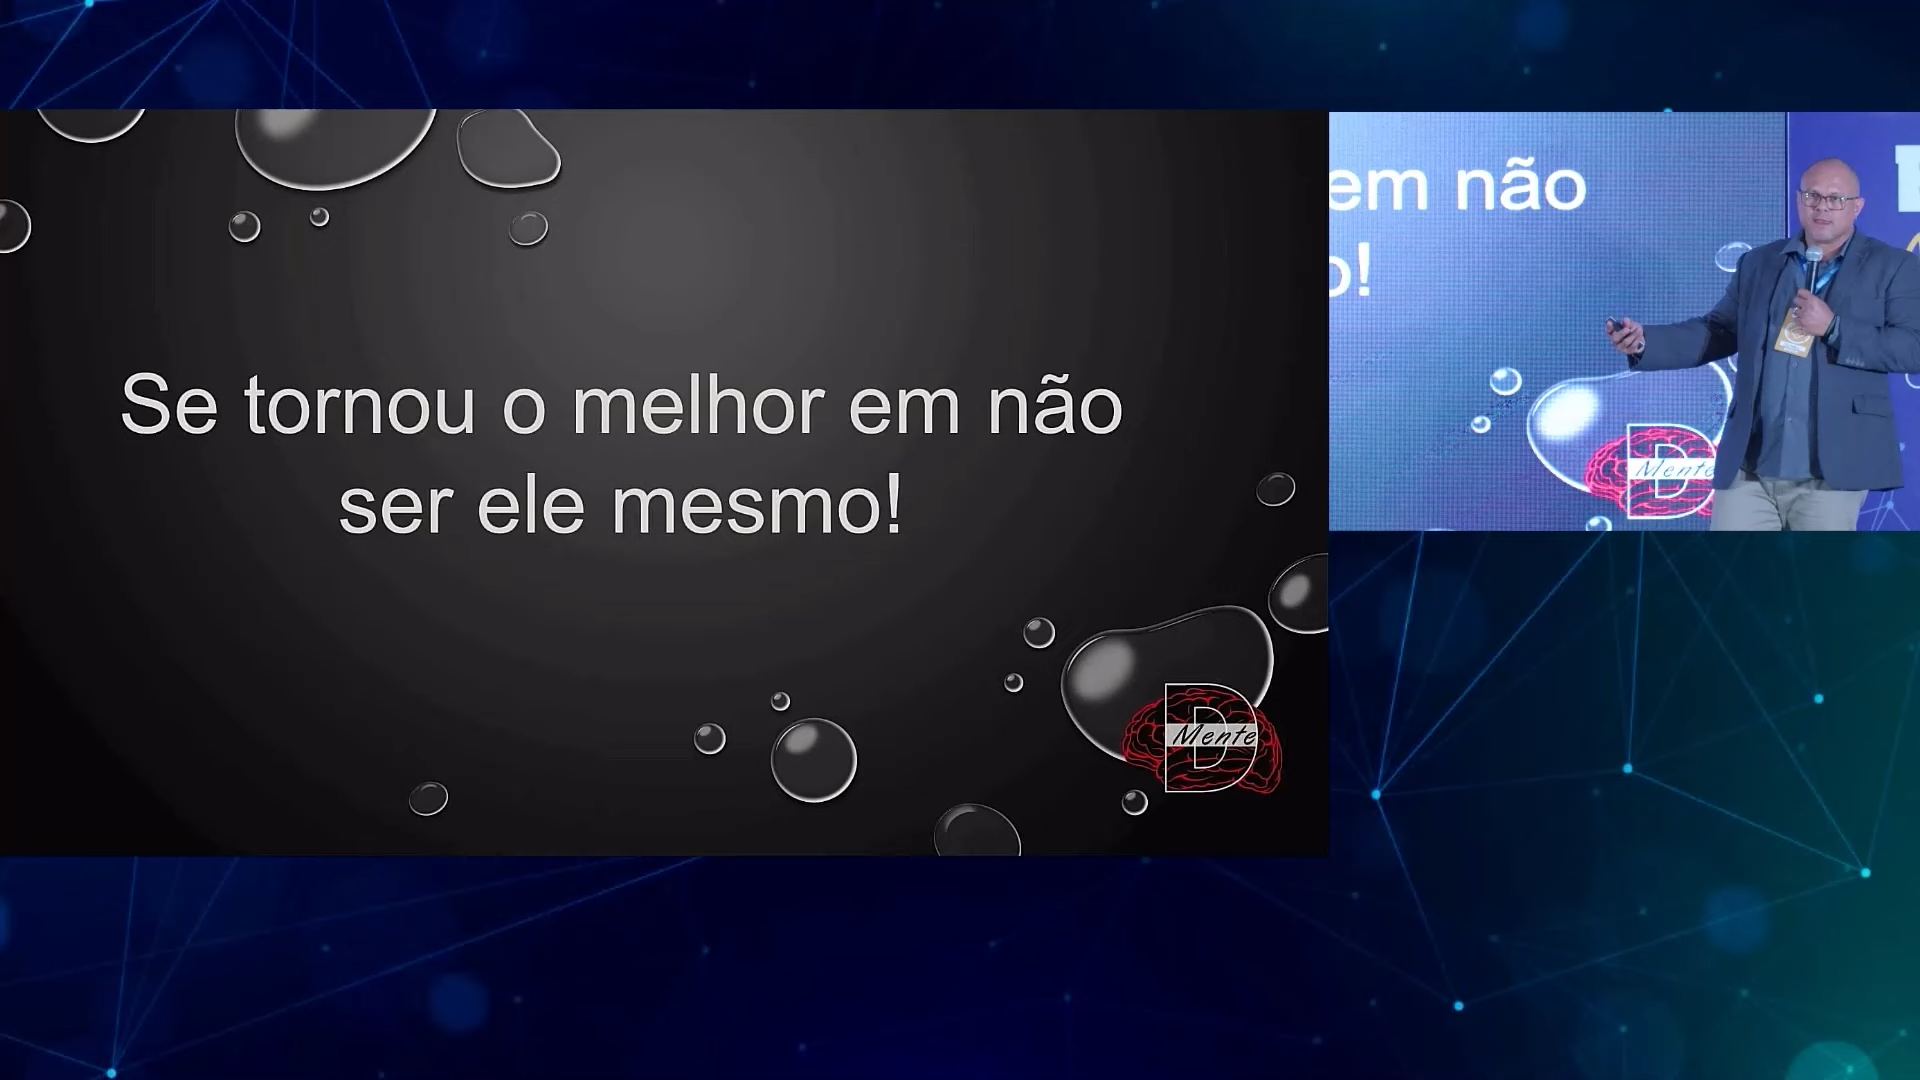 Se tornou o melhor em não
ser ele mesmo!
D
Mente
em não
o!
Mente
D